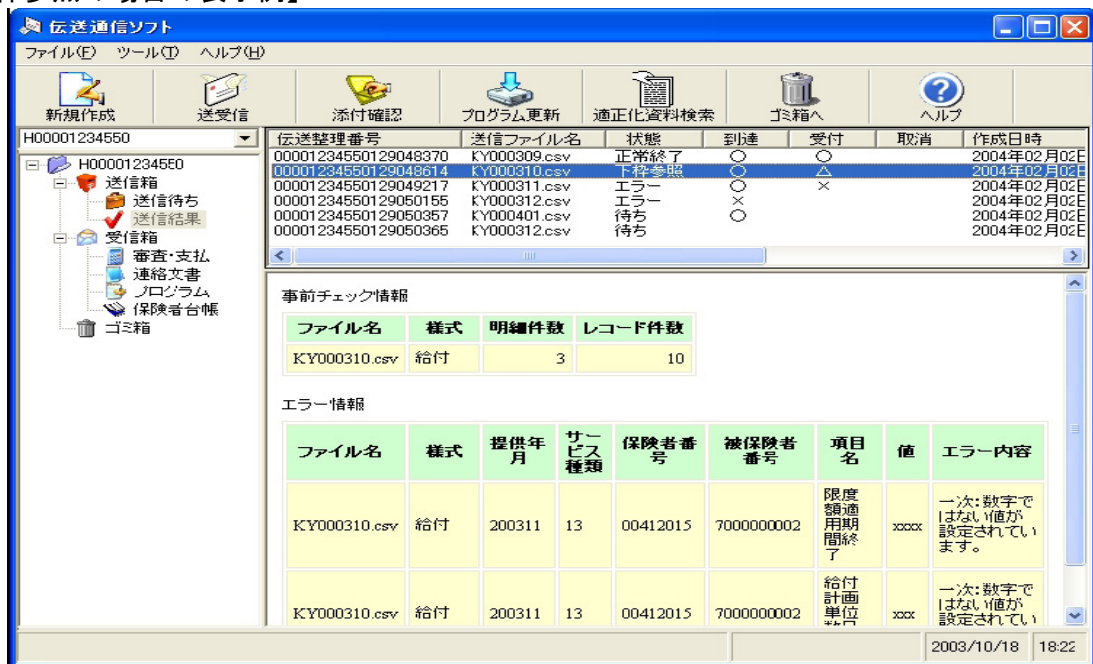 伝送通信ソフト
ファイル(F) ツール(T) ヘルプ(H)
新規作成 送受信 添付確認 プログラム更新 適正化資料検索 ゴミ箱へ ヘルプ
H00001234550
伝送整理番号 送信ファイル名 状態 到達 受付 取消 作成日時
00001234550129048370 KY000309.csv 正常終了 ○ ○ 2004年02月02日
00001234550129048614 KY000310.csv 下枠参照 ○ △ 2004年02月02日
00001234550129049217 KY000311.csv エラー ○ × 2004年02月02日
00001234550129050155 KY000312.csv エラー × 2004年02月02日
00001234550129050357 KY000401.csv 待ち ○ 2004年02月02日
00001234550129050365 KY000312.csv 待ち 2004年02月02日
H00001234550
送信箱
送信待ち
送信結果
受信箱
審査・支払
連絡文書
プログラム
保険者台帳
ゴミ箱
事前チェック情報
ファイル名 様式 明細件数 レコード件数
KY000310.csv 給付 3 10
エラー情報
ファイル名 様式 提供年月 サービス種類 保険者番号 被保険者番号 項目名 値 エラー内容
KY000310.csv 給付 200311 13 00412015 7000000002 限度額適用期間終了 xxxx 一次:数字ではない値が設定されています。
KY000310.csv 給付 200311 13 00412015 7000000002 給付計画単位 xxx 一次:数字ではない値が設定されてい
2003/10/18 18:22